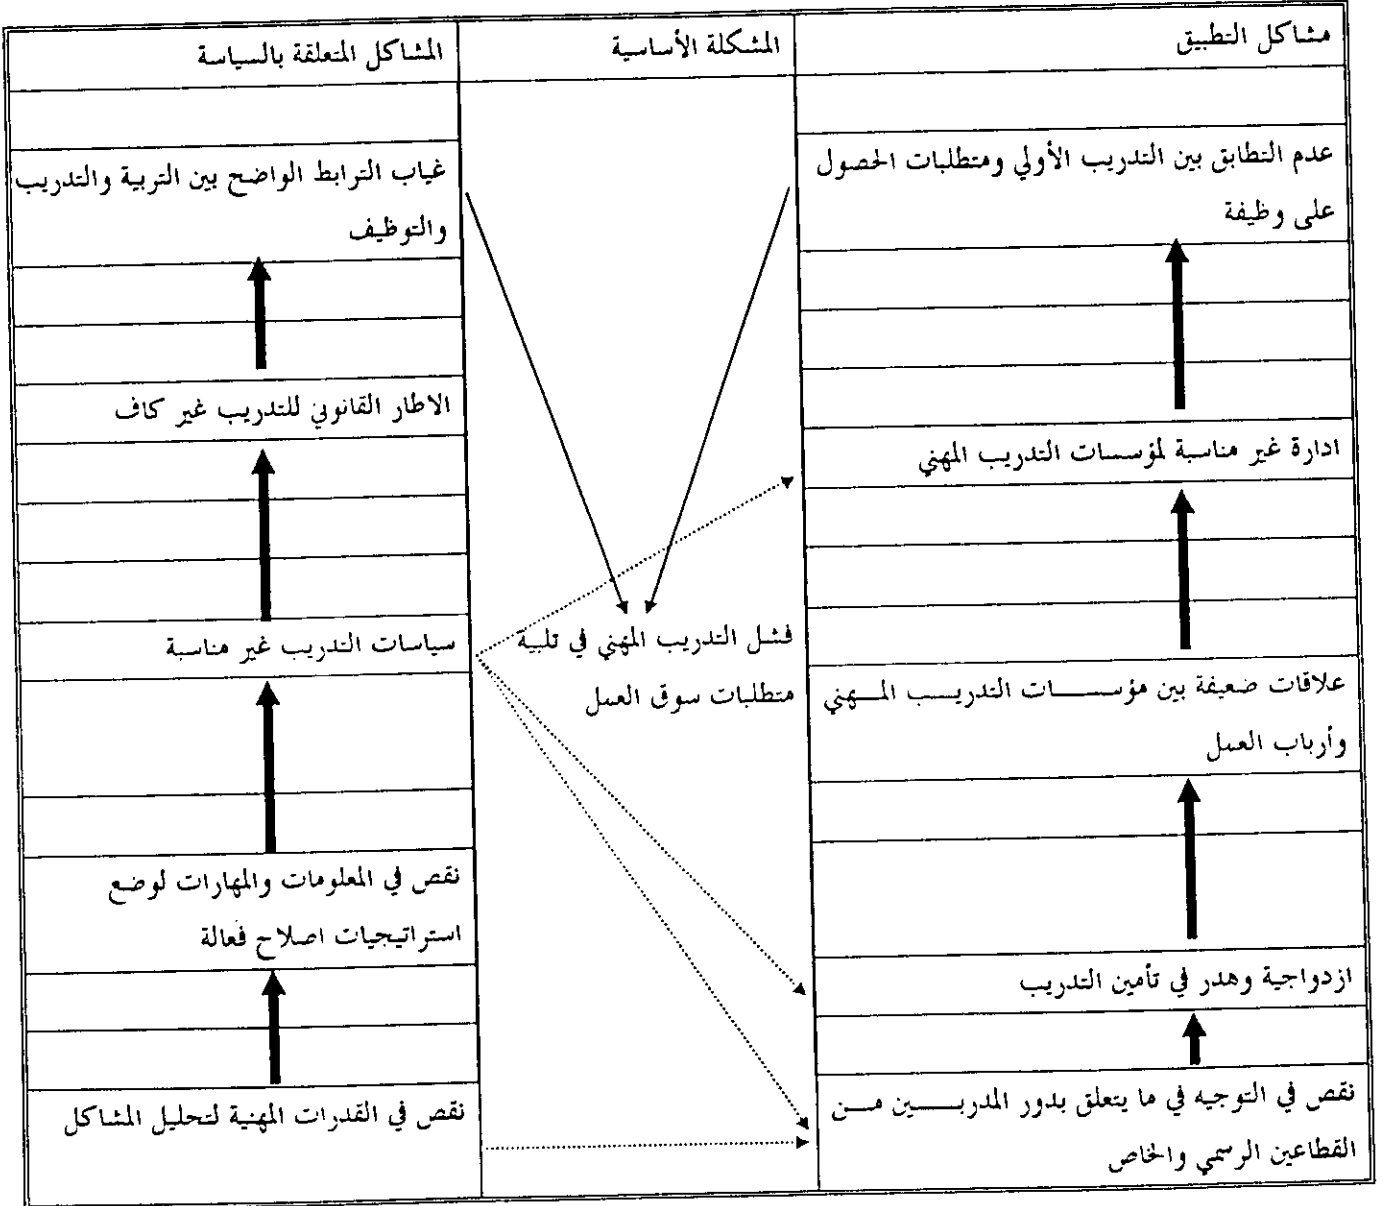 مشاكل التطبيق
المشكلة الأساسية
المشاكل المتعلقة بالسياسة
عدم التطابق بين التدريب الأولي ومتطلبات الحصول
على وظيفة
ادارة غير مناسبة لمؤسسات التدريب المهني
علاقات ضعيفة بين مؤسسات التدريب المهني
وأرباب العمل
ازدواجية وهدر في تأمين التدريب
نقص في التوجيه في ما يتعلق بدور المدربين من
القطاعين الرسمي والخاص
فشل التدريب المهني في تلبية
متطلبات سوق العمل
غياب الترابط الواضح بين التربية والتدريب
والتوظيف
الاطار القانوني للتدريب غير كاف
سياسات التدريب غير مناسبة
نقص في المعلومات والمهارات لوضع
استراتيجيات اصلاح فعالة
نقص في القدرات المهنية لتحليل المشاكل